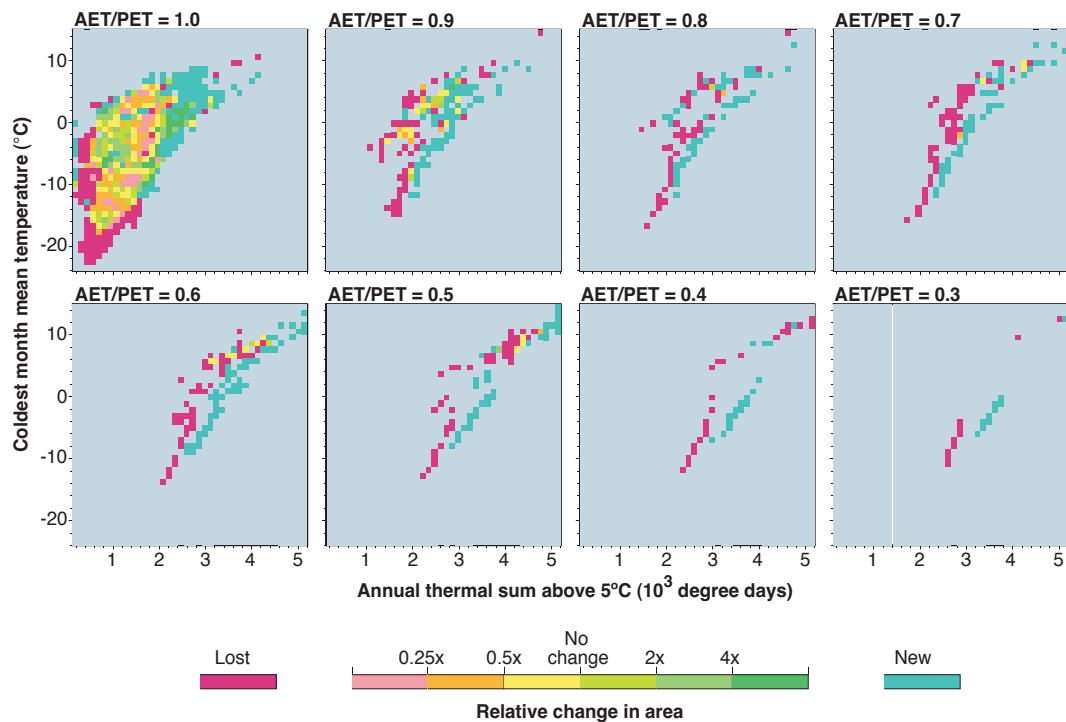 AET/PET = 1.0
AET/PET = 0.9
AET/PET = 0.8
AET/PET = 0.7
10
0
-10
-20
Coldest month mean temperature (°C)
AET/PET = 0.6
AET/PET = 0.5
AET/PET = 0.4
AET/PET = 0.3
10
0
-10
-20
1 2 3 4 5
1 2 3 4 5
1 2 3 4 5
1 2 3 4 5
Annual thermal sum above 5°C (10³ degree days)
Lost
0.25x 0.5x No change 2x 4x
New
Relative change in area